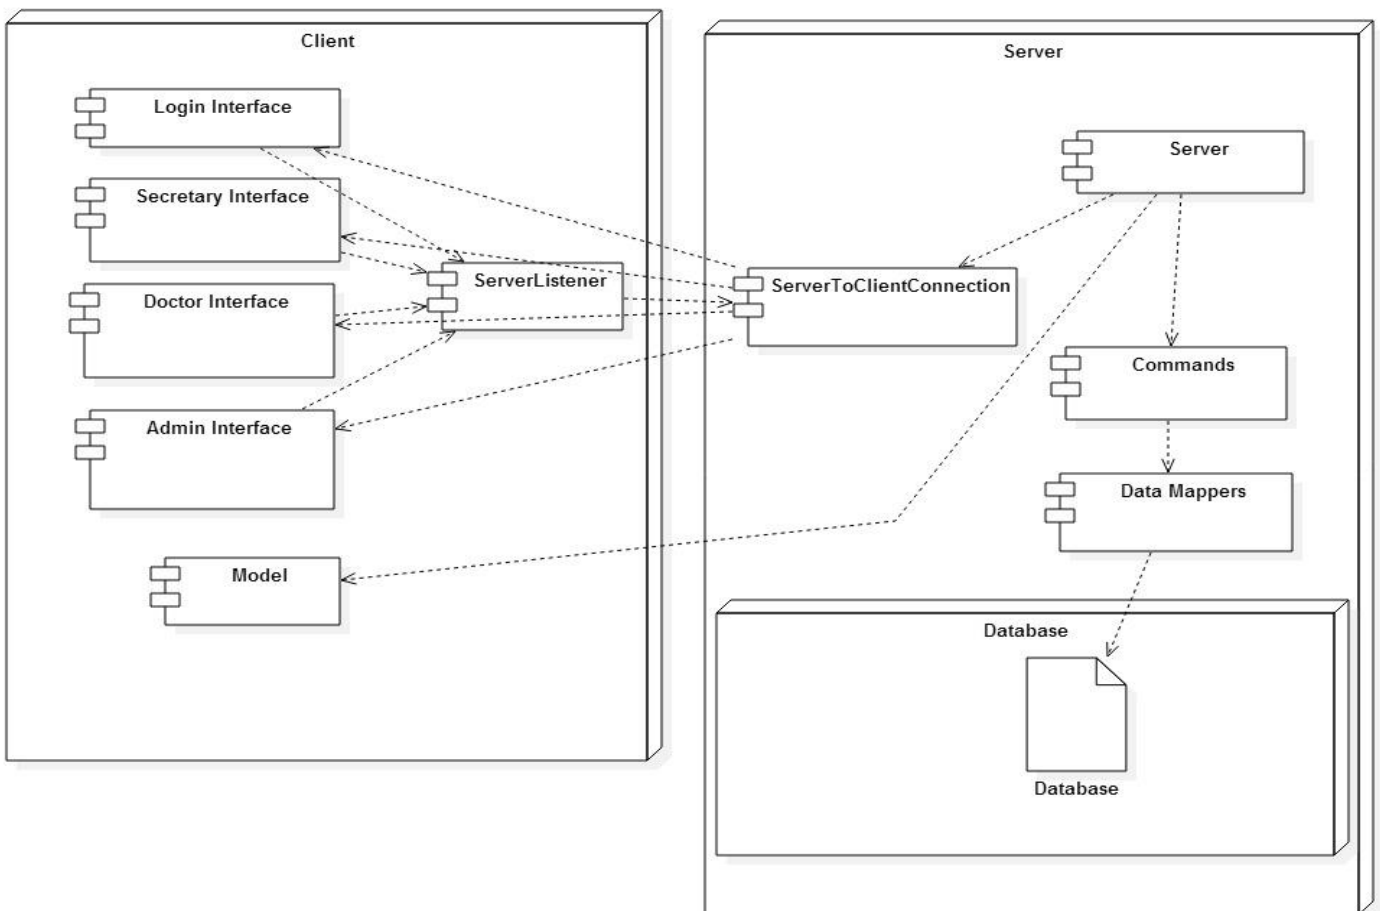 Client
Login Interface
Secretary Interface
Doctor Interface
Admin Interface
Model
ServerListener
Server
Server
ServerToClientConnection
Commands
Data Mappers
Database
Database